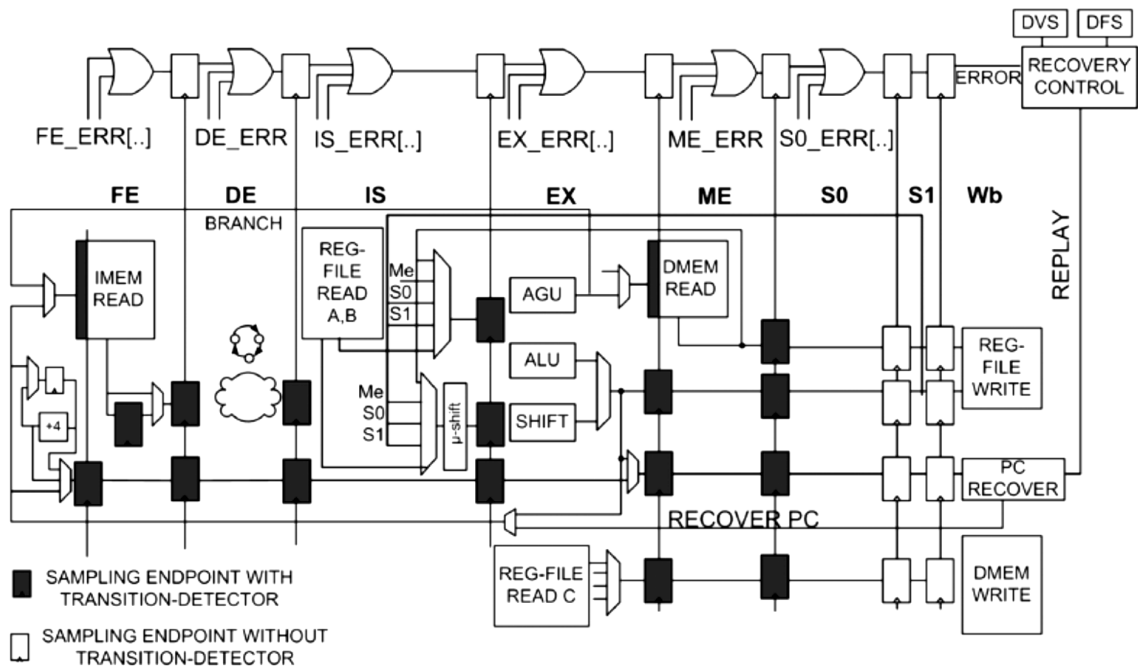 DVS
DFS
ERROR
RECOVERY
CONTROL
FE_ERR[..]
DE_ERR
IS_ERR[..]
EX_ERR[..]
ME_ERR
S0_ERR[..]
FE
DE
IS
EX
ME
S0
S1
Wb
BRANCH
REPLAY
IMEM
READ
REG-
FILE
READ
A,B
Me
S0
S1
AGU
DMEM
READ
ALU
REG-
FILE
WRITE
Me
S0
S1
μ-shift
SHIFT
+4
PC
RECOVER
RECOVER PC
REG-FILE
READ C
DMEM
WRITE
SAMPLING ENDPOINT WITH
TRANSITION-DETECTOR
SAMPLING ENDPOINT WITHOUT
TRANSITION-DETECTOR